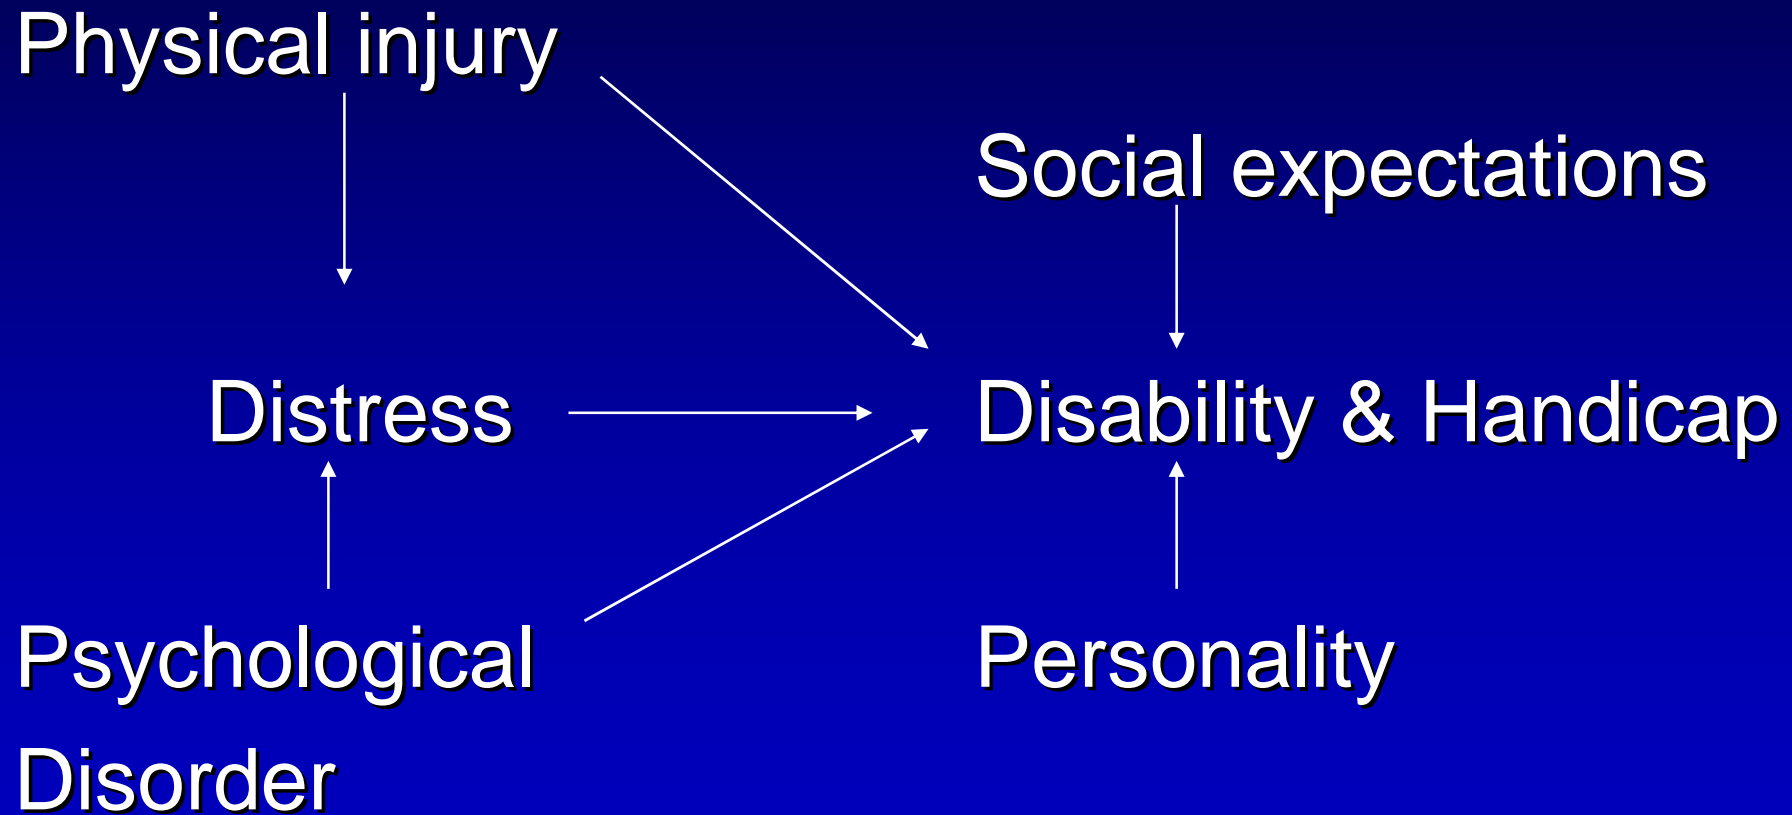 Physical injury
Social expectations
Distress
Disability & Handicap
Psychological
Disorder
Personality